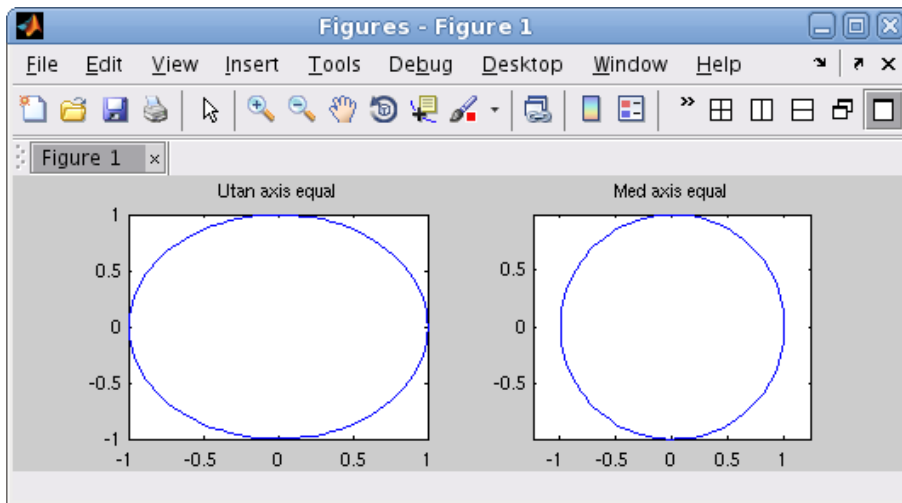 Figures - Figure 1
File Edit View Insert Tools Debug Desktop Window Help
»
Figure 1
Utan axis equal
1
0.5
0
-0.5
-1
-1 -0.5 0 0.5 1
Med axis equal
0.5
0
-0.5
-1 -0.5 0 0.5 1